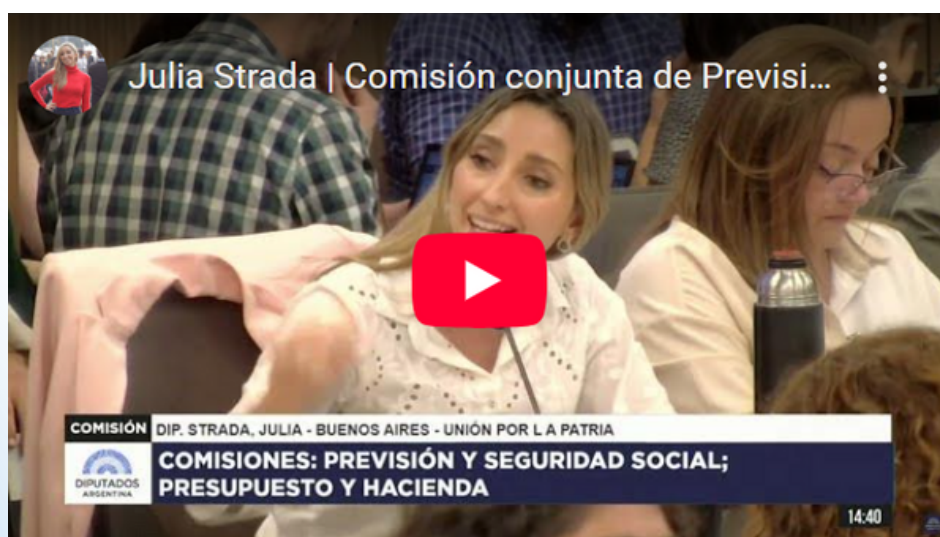 Julia Strada | Comisión conjunta de Previsi...
COMISIÓN DIP. STRADA, JULIA - BUENOS AIRES - UNIÓN POR L A PATRIA
DIPUTADOS
ARGENTINA
COMISIONES: PREVISIÓN Y SEGURIDAD SOCIAL;
PRESUPUESTO Y HACIENDA
14:40